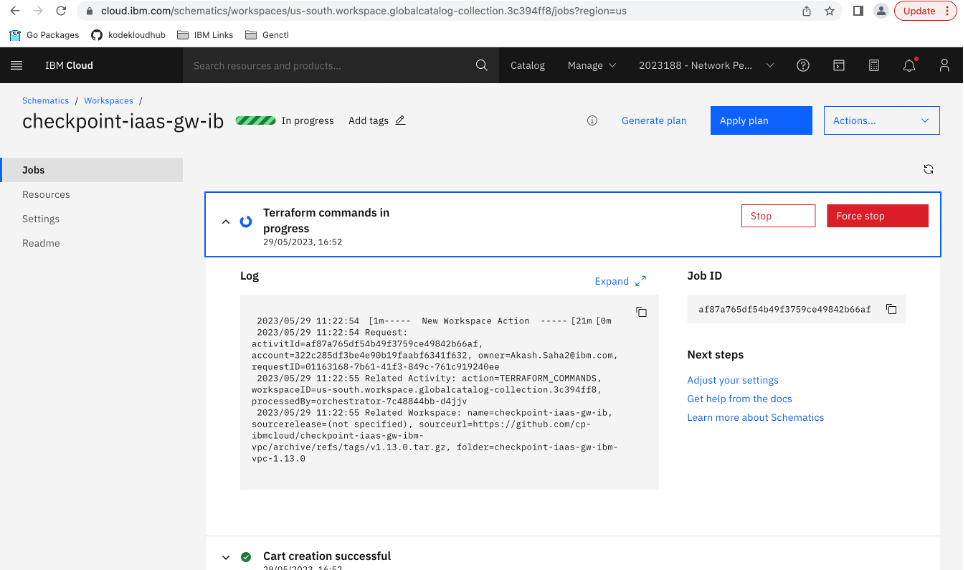 cloud.ibm.com/schematics/workspaces/us-south.workspace.globalcatalog-collection.3c394ff8/jobs?region=us
Update
Go Packages kodekloudhub IBM Links Genctl
IBM Cloud Search resources and products... Catalog Manage 2023188 - Network Pe...
Schematics / Workspaces /
checkpoint-iaas-gw-ib In progress Add tags Generate plan Apply plan Actions...
Jobs
Resources
Settings
Readme
Terraform commands in
progress
29/05/2023, 16:52
Stop Force stop
Log
Expand
2023/05/29 11:22:54 [1m----- New Workspace Action -----[21m[0m
2023/05/29 11:22:54 Request:
activitId=af87a765df54b49f3759ce49842b66af,
account=322c285df3be4e90b19faabf6341f632, owner=Akash.Saha2@ibm.com,
requestID=01163168-7b61-41f3-849c-761c919240ee
2023/05/29 11:22:55 Related Activity: action=TERRAFORM_COMMANDS,
workspaceID=us-south.workspace.globalcatalog-collection.3c394ff8,
processedBy=orchestrator-7c48844bb-d4jjv
2023/05/29 11:22:55 Related Workspace: name=checkpoint-iaas-gw-ib,
sourcerelease=(not specified), sourceurl=https://github.com/cp-
ibmcloud/checkpoint-iaas-gw-ibm-
vpc/archive/refs/tags/v1.13.0.tar.gz, folder=checkpoint-iaas-gw-ibm-
vpc-1.13.0
Job ID
af87a765df54b49f3759ce49842b66af
Next steps
Adjust your settings
Get help from the docs
Learn more about Schematics
Cart creation successful
29/05/2023, 16:52